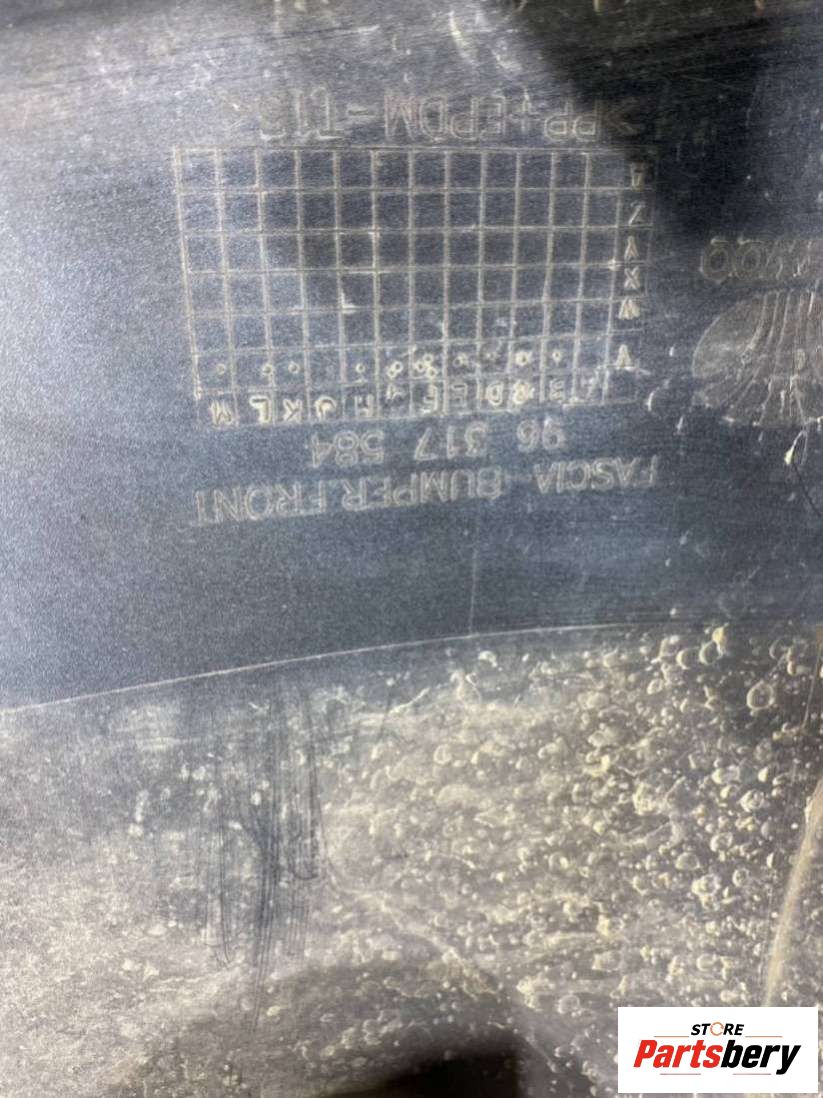 FASCIA - BUMPER.FRONT
96 317 584
D E F H K L M
V
W
X
Y
Z
A
>PP+EPDM-T15<
STORE
Partsbery